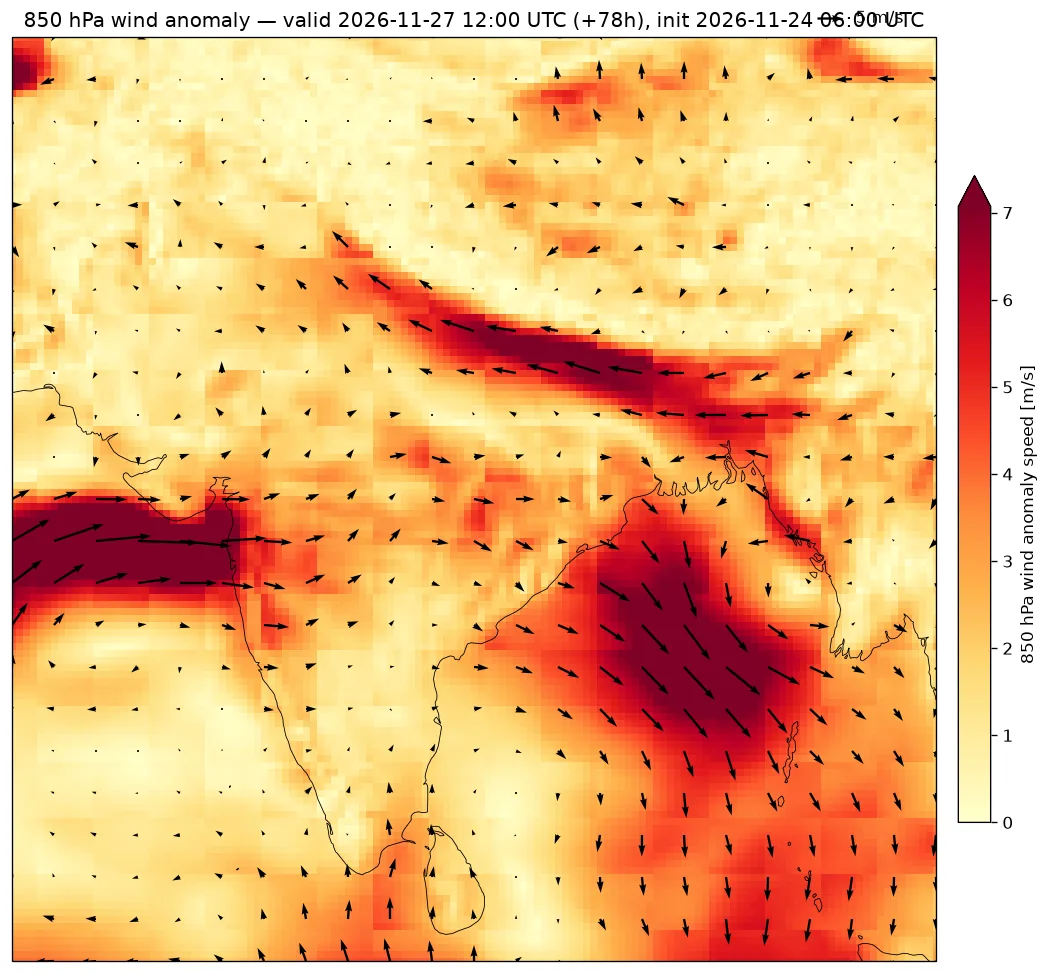 850 hPa wind anomaly — valid 2026-11-27 12:00 UTC (+78h), init 2026-11-24 06:00 UTC
5 m/s
7
6
5
4
3
2
1
0
850 hPa wind anomaly speed [m/s]